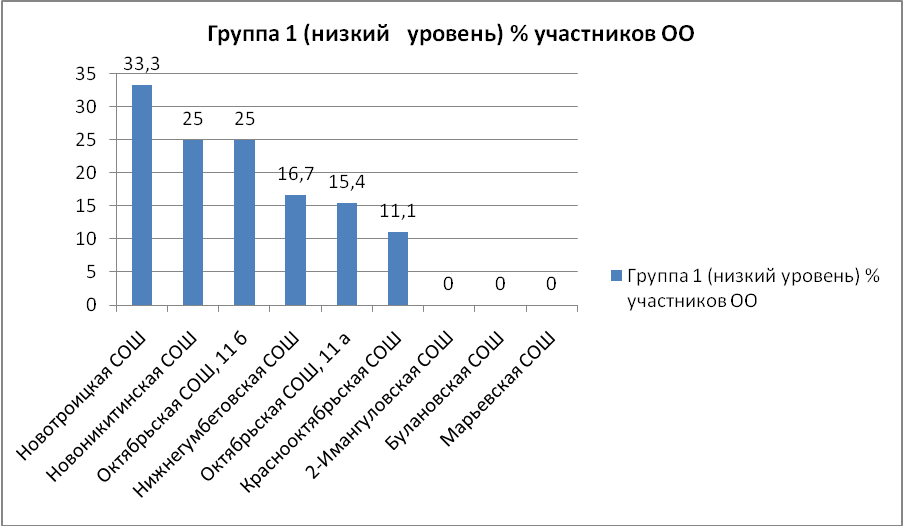 Группа 1 (низкий   уровень) % участников ОО
33,3
25
25
16,7
15,4
11,1
0
0
0
35
30
25
20
15
10
5
0
Группа 1 (низкий уровень) %
участников ОО
Новотроицкая СОШ
Новоникитинская СОШ
Октябрьская СОШ, 11 б
Нижнегумбетовская СОШ
Октябрьская СОШ, 11 а
Краснооктябрьская СОШ
2-Имангуловская СОШ
Булановская СОШ
Марьевская СОШ